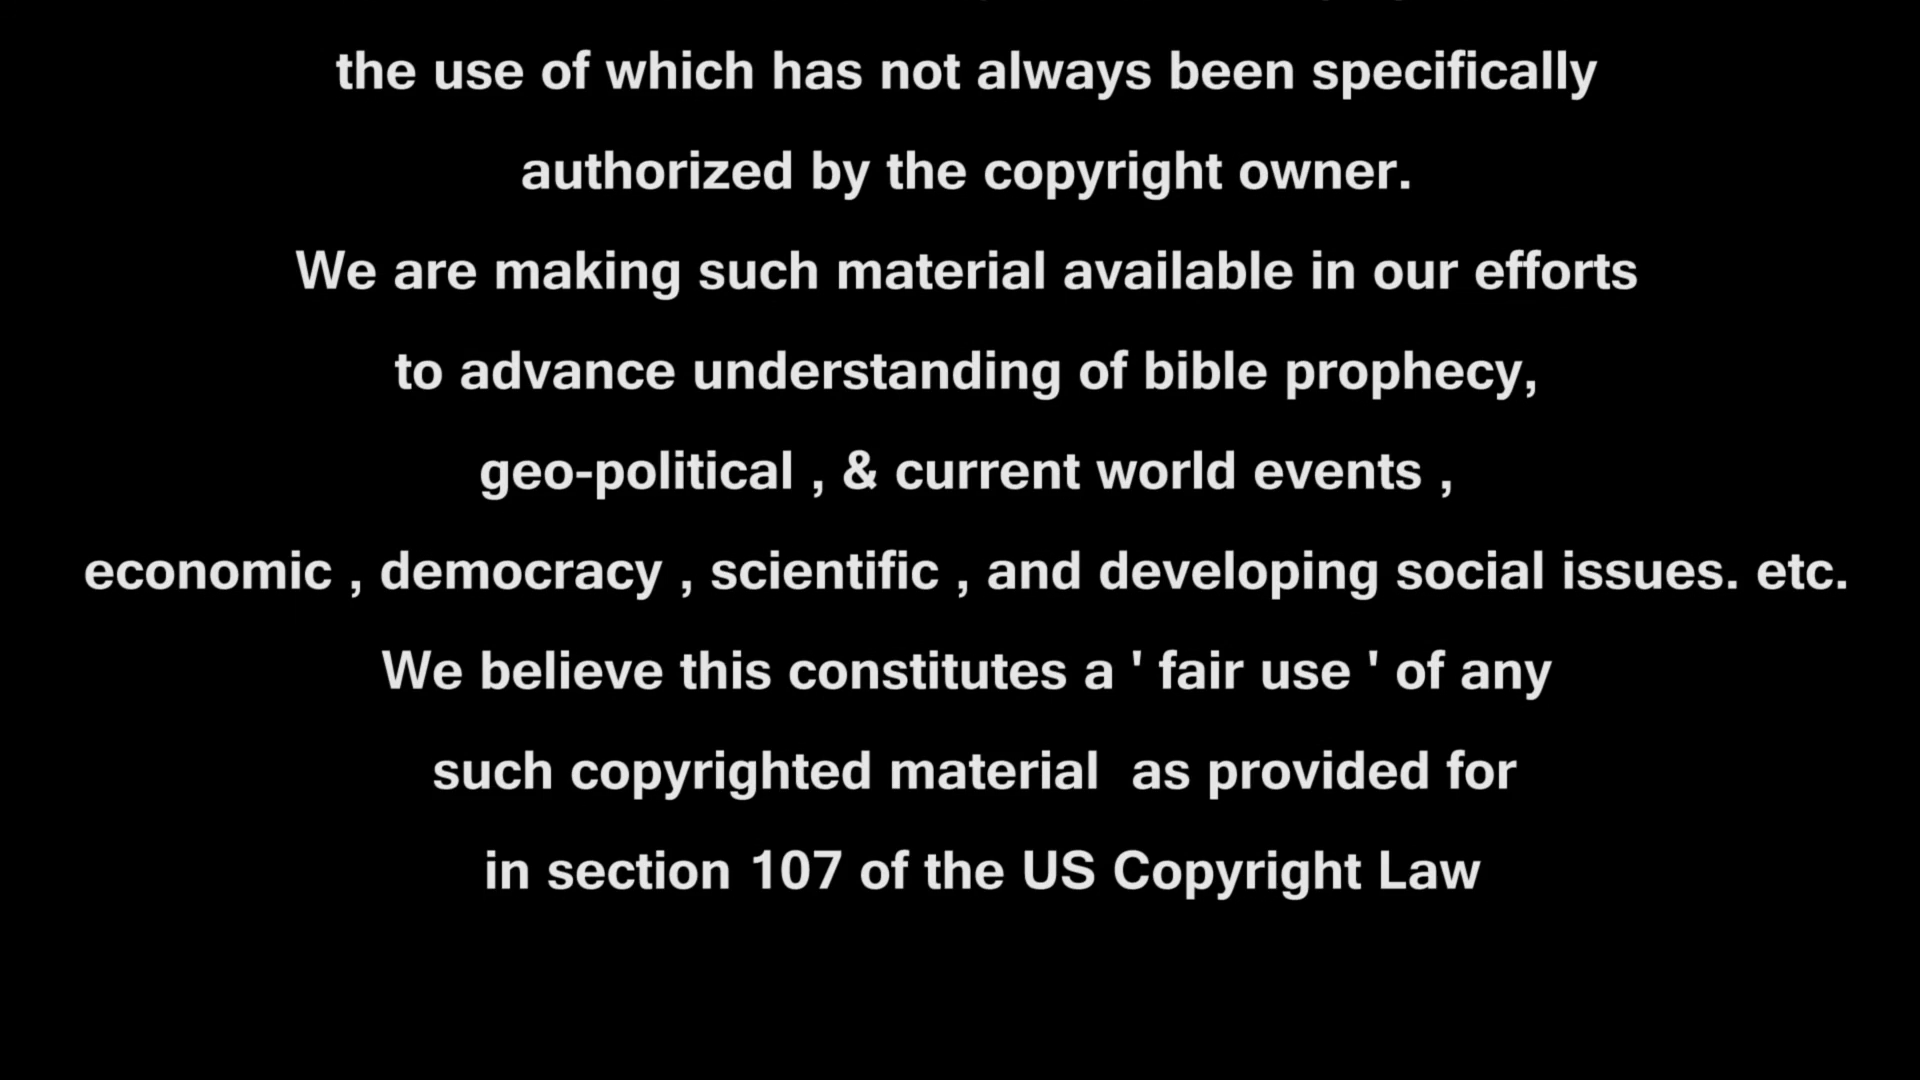 the use of which has not always been specifically
authorized by the copyright owner.
We are making such material available in our efforts
to advance understanding of bible prophecy,
geo-political , & current world events ,
economic , democracy , scientific , and developing social issues. etc.
We believe this constitutes a ' fair use ' of any
such copyrighted material  as provided for
in section 107 of the US Copyright Law